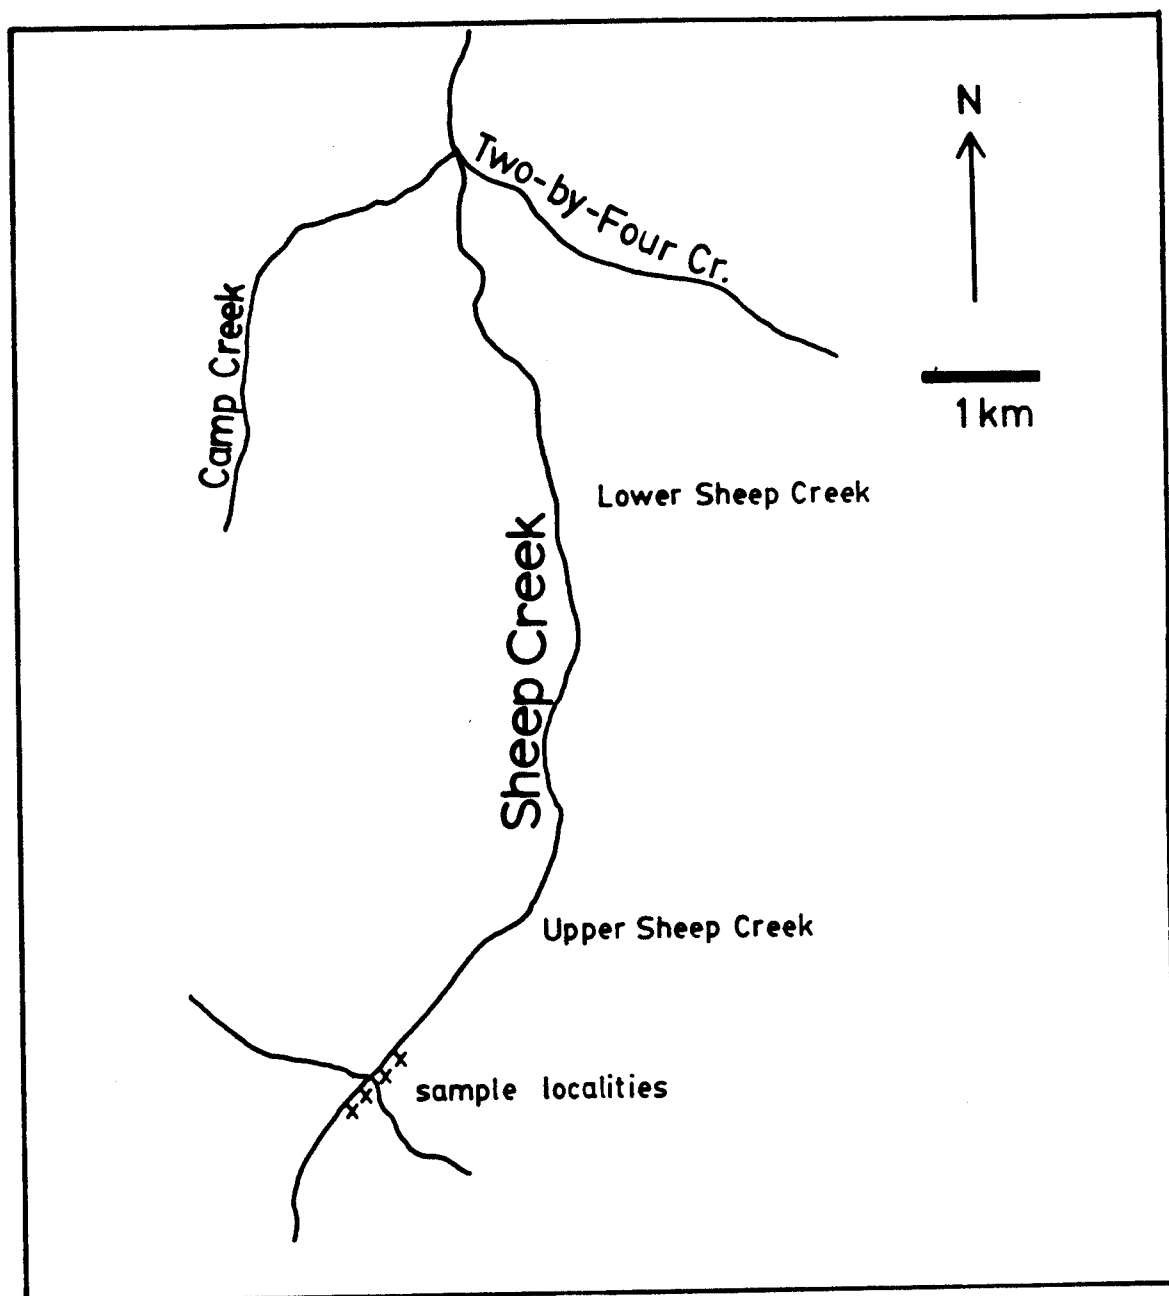 N
Two-by-Four Cr.
Camp Creek
1 km
Lower Sheep Creek
Sheep Creek
Upper Sheep Creek
sample localities